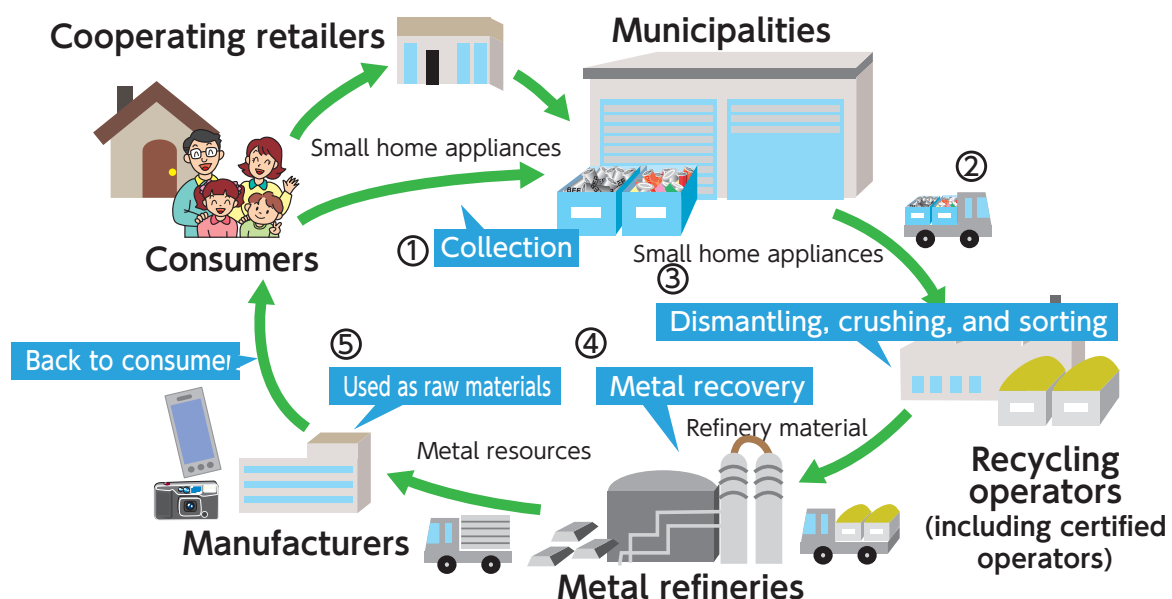 Cooperating retailers
Municipalities
Small home appliances
②
Consumers
① Collection
Small home appliances
③
Dismantling, crushing, and sorting
Back to consumer
⑤
Used as raw materials
④
Metal recovery
Refinery material
Metal resources
Recycling
operators
(including certified
operators)
Manufacturers
Metal refineries